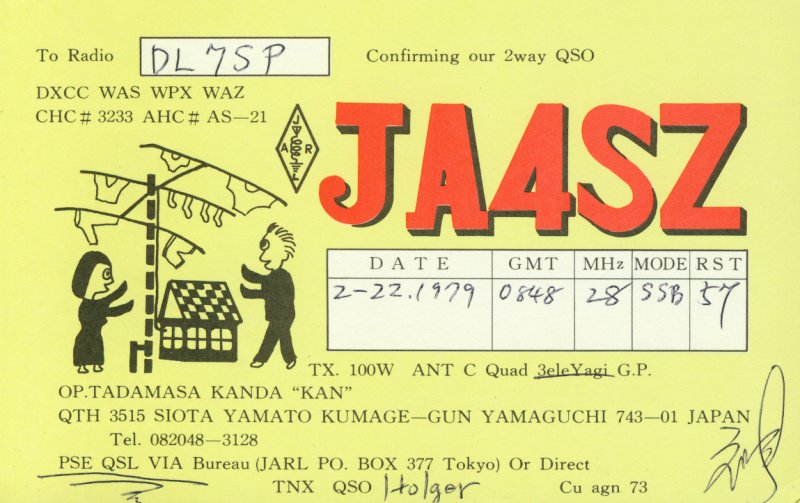 To Radio DL7SP Confirming our 2way QSO
DXCC WAS WPX WAZ
CHC # 3233 AHC # AS—21
JARL
JA4SZ
DATE GMT MHz MODE RST
2-22.1979 0848 28 SSB 57
TX. 100W ANT C Quad 3eleYagi G.P.
OP.TADAMASA KANDA “KAN”
QTH 3515 SIOTA YAMATO KUMAGE—GUN YAMAGUCHI 743—01 JAPAN
Tel. 082048—3128
PSE QSL VIA Bureau (JARL PO. BOX 377 Tokyo) Or Direct
TNX QSO Holger Cu agn 73